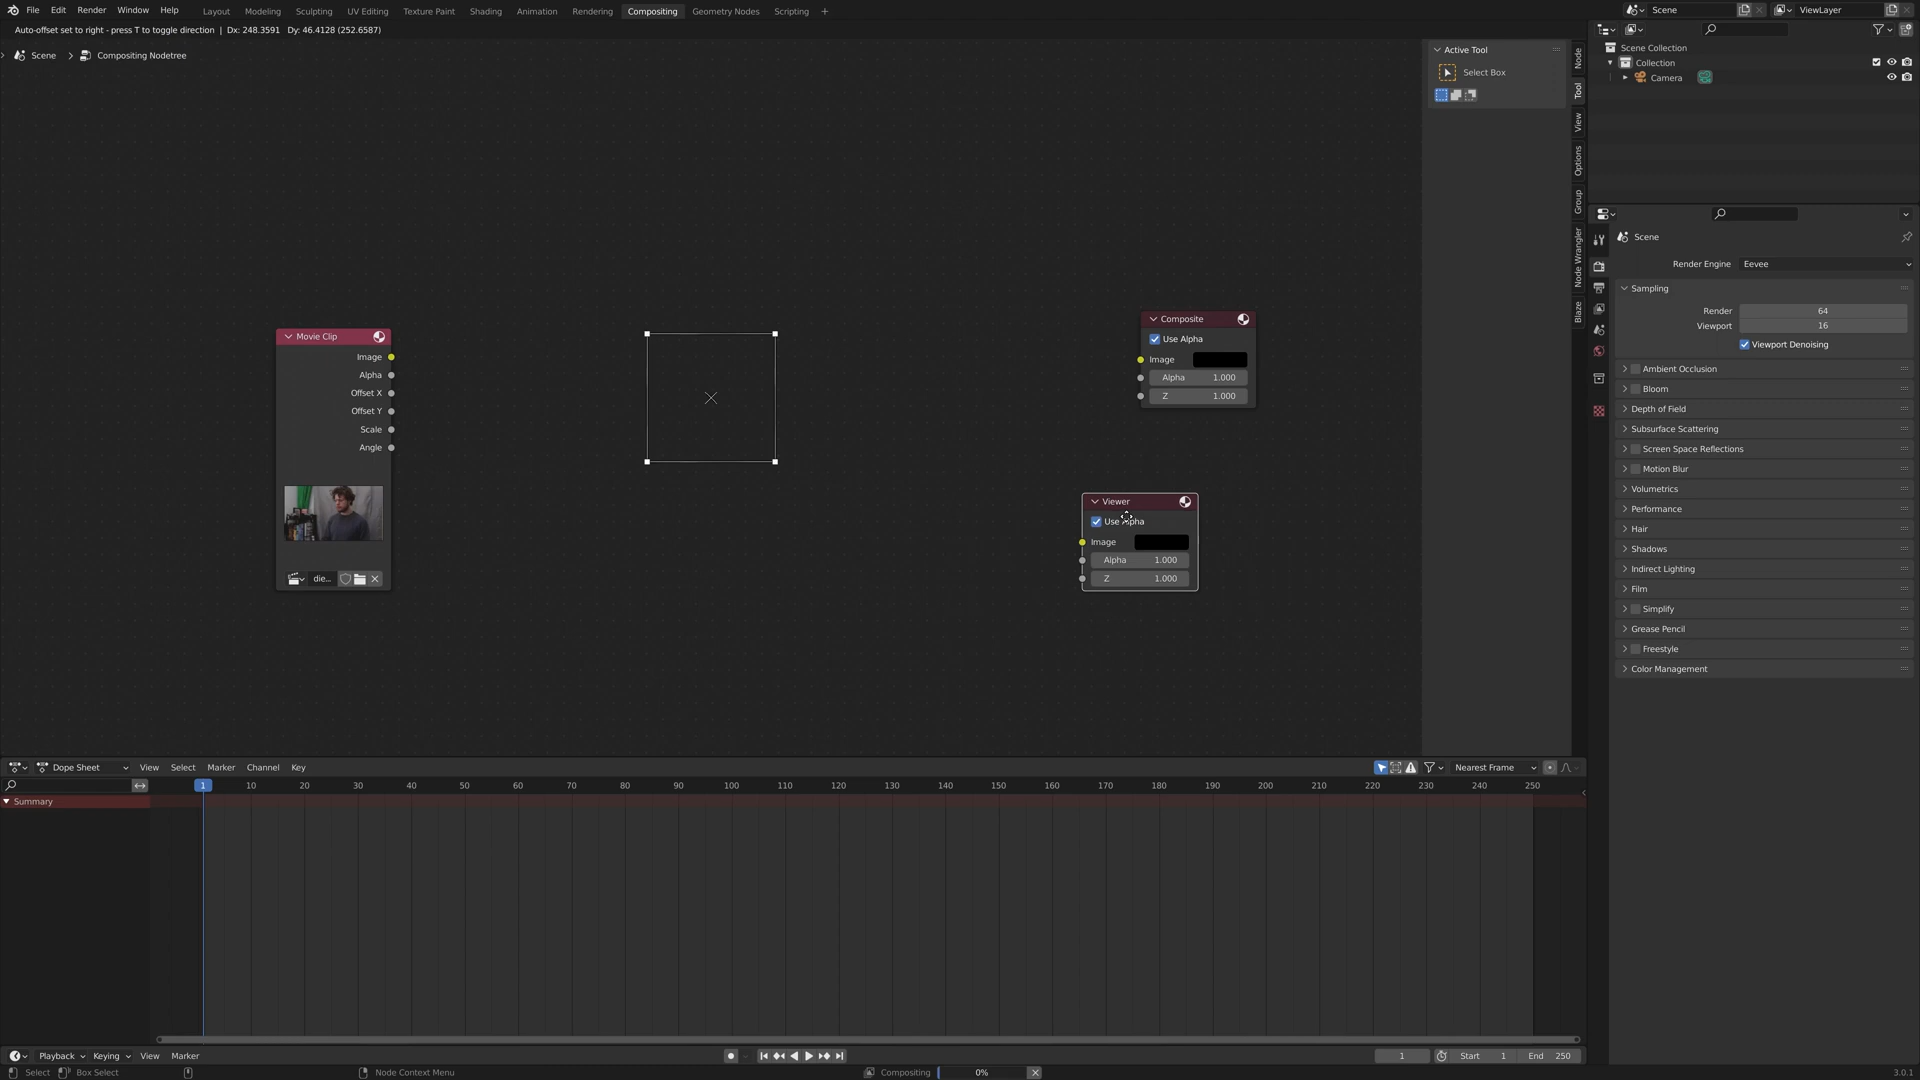 File Edit Render Window Help Layout Modeling Sculpting UV Editing Texture Paint Shading Animation Rendering Compositing Geometry Nodes Scripting + Scene ViewLayer
Auto-offset set to right - press T to toggle direction | Dx: 248.3591 Dy: 46.4128 (252.6587)
Scene Compositing Nodetree
Movie Clip
Image
Alpha
Offset X
Offset Y
Scale
Angle
die...
Composite
Use Alpha
Image
Alpha 1.000
Z 1.000
Viewer
Image
Alpha 1.000
Z 1.000
Active Tool
Select Box
Node
Tool
View
Options
Group
Node Wrangler
Blaze
Scene Collection
Collection
Camera
Scene
Render Engine Eevee
Sampling
Render 64
Viewport 16
Viewport Denoising
Ambient Occlusion
Bloom
Depth of Field
Subsurface Scattering
Screen Space Reflections
Motion Blur
Volumetrics
Performance
Hair
Shadows
Indirect Lighting
Film
Simplify
Grease Pencil
Freestyle
Color Management
Dope Sheet View Select Marker Channel Key Nearest Frame
1 10 20 30 40 50 60 70 80 90 100 110 120 130 140 150 160 170 180 190 200 210 220 230 240 250
Summary
Playback Keying View Marker 1 Start 1 End 250
Select Box Select Node Context Menu Compositing 0% 3.0.1